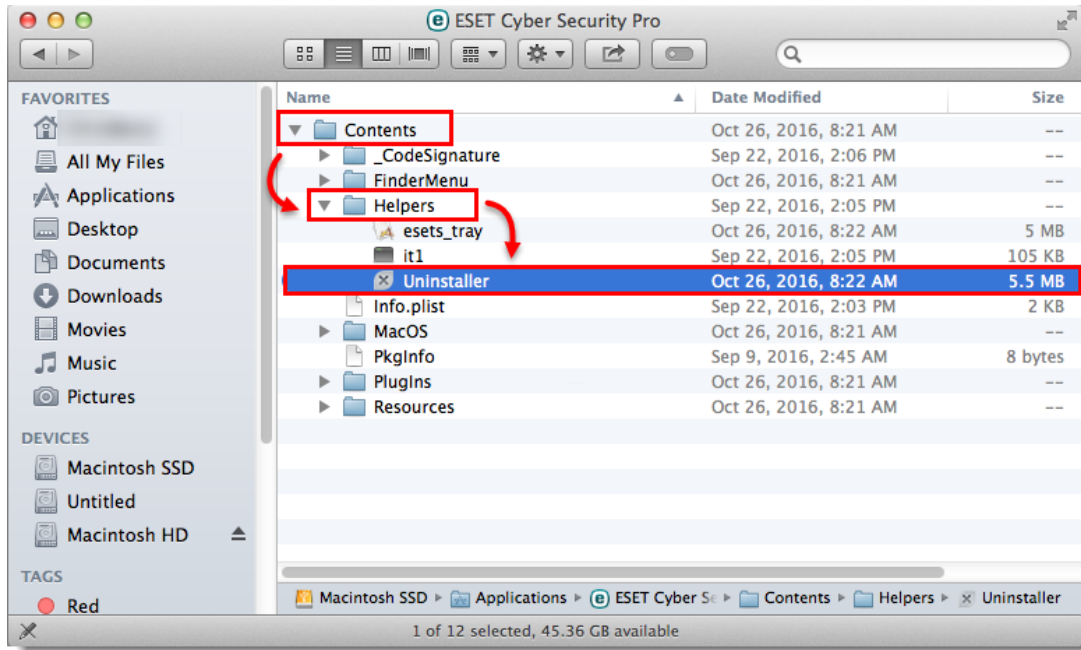 ESET Cyber Security Pro
FAVORITES
All My Files
Applications
Desktop
Documents
Downloads
Movies
Music
Pictures
DEVICES
Macintosh SSD
Untitled
Macintosh HD
TAGS
Red
Name Date Modified Size
Contents Oct 26, 2016, 8:21 AM --
_CodeSignature Sep 22, 2016, 2:06 PM --
FinderMenu Oct 26, 2016, 8:21 AM --
Helpers Sep 22, 2016, 2:05 PM --
esets_tray Oct 26, 2016, 8:22 AM 5 MB
it1 Sep 22, 2016, 2:05 PM 105 KB
Uninstaller Oct 26, 2016, 8:22 AM 5.5 MB
Info.plist Sep 22, 2016, 2:03 PM 2 KB
MacOS Oct 26, 2016, 8:21 AM --
PkgInfo Sep 9, 2016, 2:45 AM 8 bytes
PlugIns Oct 26, 2016, 8:21 AM --
Resources Oct 26, 2016, 8:21 AM --
Macintosh SSD Applications ESET Cyber Contents Helpers Uninstaller
1 of 12 selected, 45.36 GB available